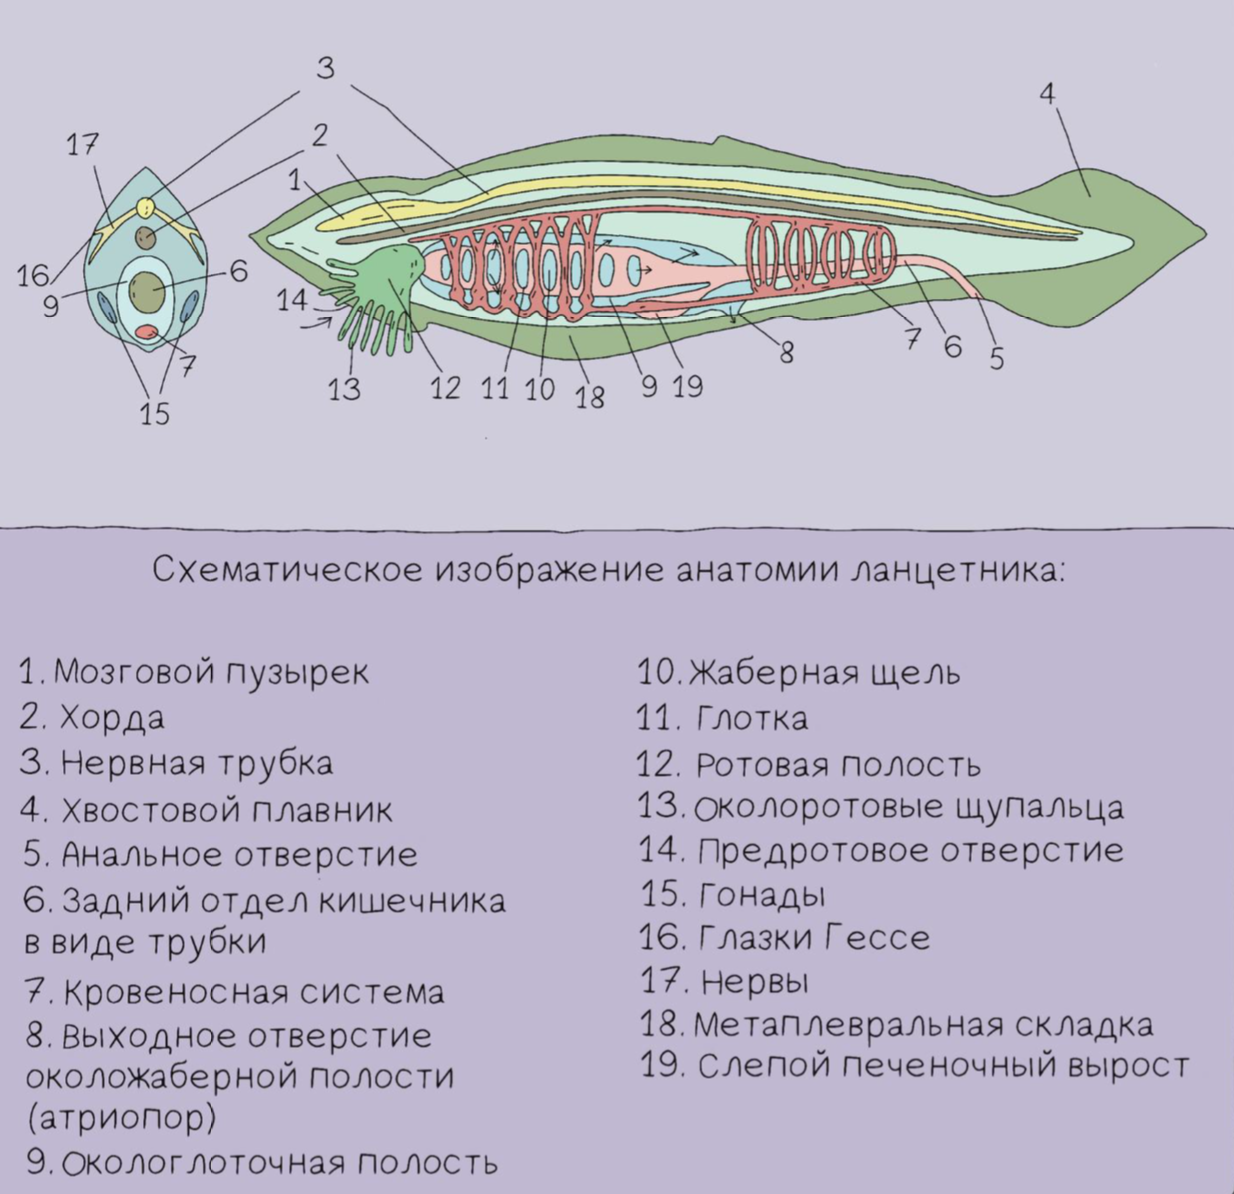 3
4
17
2
1
16
9
6
14
7
15
13
12
11
10
18
9
19
8
7
6
5
Схематическое изображение анатомии ланцетника:
1. Мозговой пузырек
2. Хорда
3. Нервная трубка
4. Хвостовой плавник
5. Анальное отверстие
6. Задний отдел кишечника
в виде трубки
7. Кровеносная система
8. Выходное отверстие
околожаберной полости
(атриопор)
9. Окологлоточная полость
10. Жаберная щель
11. Глотка
12. Ротовая полость
13. Околоротовые щупальца
14. Предротовое отверстие
15. Гонады
16. Глазки Гессе
17. Нервы
18. Метаплевральная складка
19. Слепой печеночный вырост